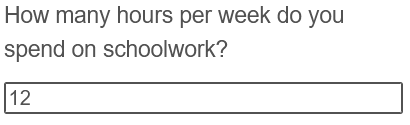 How many hours per week do you
spend on schoolwork?
12